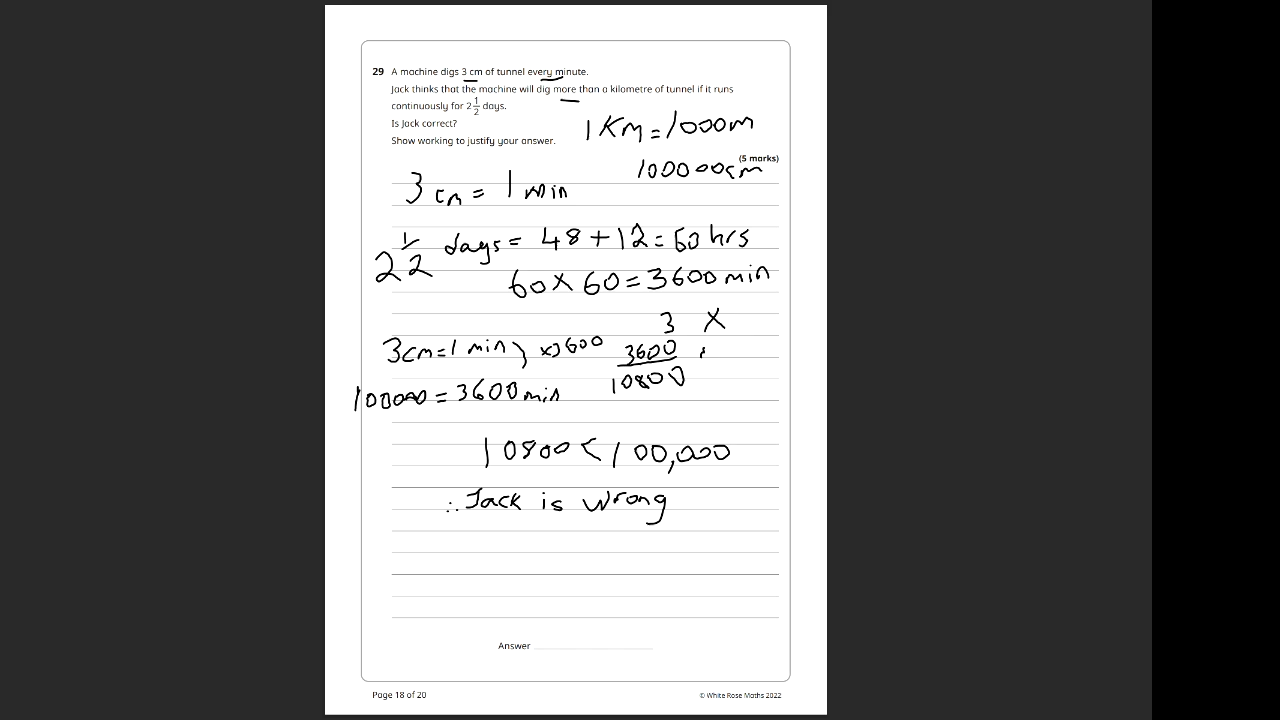 29 A machine digs 3 cm of tunnel every minute.
Jack thinks that the machine will dig more than a kilometre of tunnel if it runs
continuously for 2 1/2 days.
Is Jack correct?
Show working to justify your answer.
1 Km = 1000m
(5 marks)
100000cm
3 cm = 1 min
2 1/2 days = 48 + 12 = 60 hrs
60 x 60 = 3600 min
3 X
3cm = 1 min } x3600 3600
10800
100000 = 3600 min
10800 < 100,000
∴ Jack is wrong
Answer
Page 18 of 20
© White Rose Maths 2022